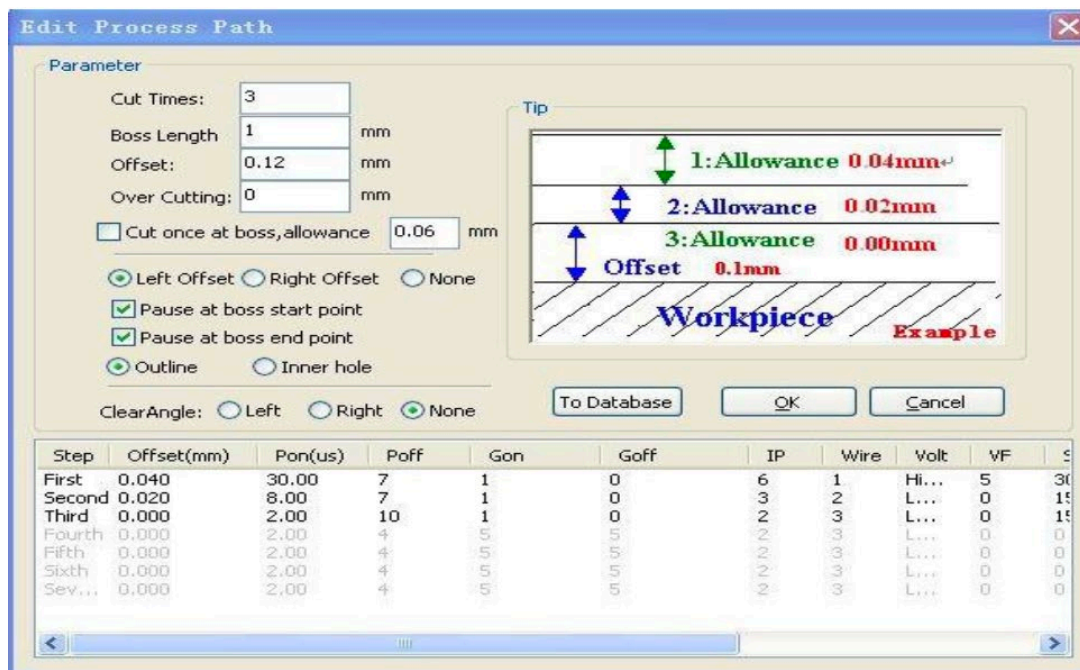 Edit Process Path
Parameter
Cut Times: 3
Boss Length 1 mm
Offset: 0.12 mm
Over Cutting: 0 mm
Cut once at boss,allowance 0.06 mm
Left Offset Right Offset None
Pause at boss start point
Pause at boss end point
Outline Inner hole
ClearAngle: Left Right None
Tip
1:Allowance 0.04mm↵
2:Allowance 0.02mm
3:Allowance 0.00mm
Offset 0.1mm
Workpiece
Example
To Database OK Cancel
Step Offset(mm) Pon(us) Poff Gon Goff IP Wire Volt VF
First 0.040 30.00 7 1 0 6 1 Hi... 5 30
Second 0.020 8.00 7 1 0 3 2 L... 0 15
Third 0.000 2.00 10 1 0 2 3 L... 0 15
Fourth 0.000 2.00 4 5 5 2 3 L... 0 0
Fifth 0.000 2.00 4 5 5 2 3 L... 0 0
Sixth 0.000 2.00 4 5 5 2 3 L... 0 0
Sev... 0.000 2.00 4 5 5 2 3 L... 0 0